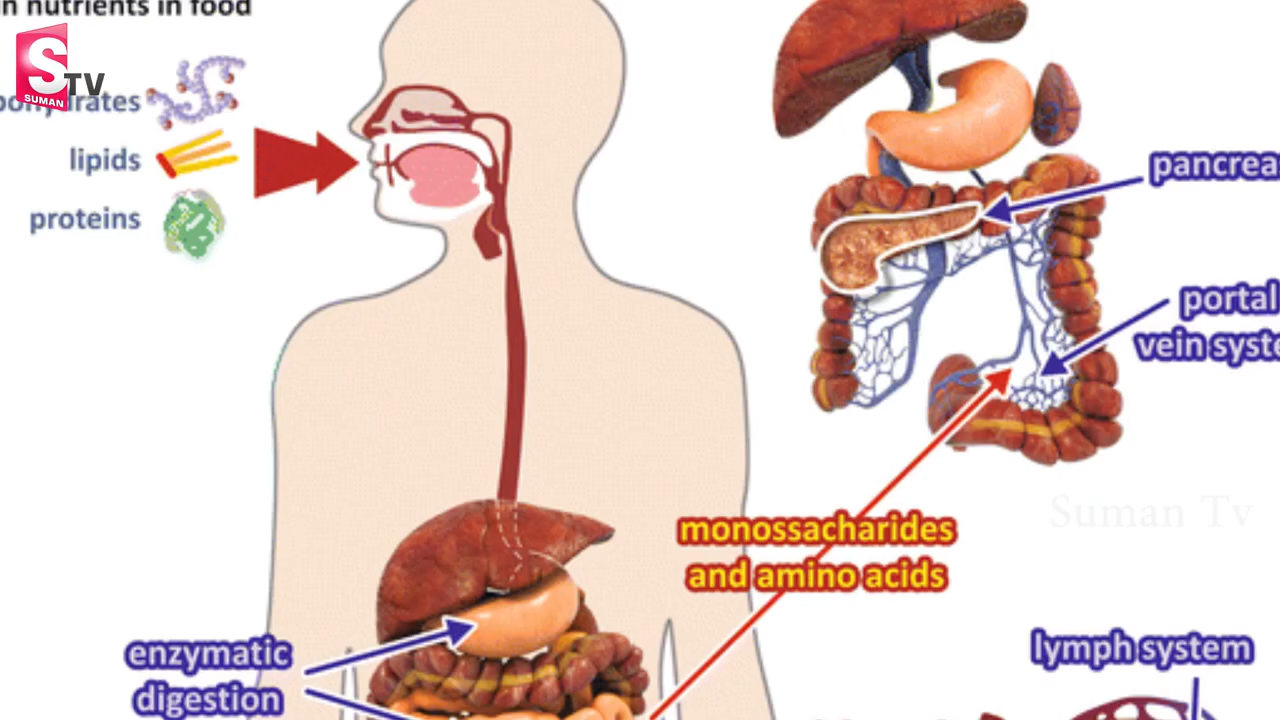 in nutrients in food
S
TV
SUMAN
lipids
proteins
pancrea
portal
vein syste
monossacharides
and amino acids
Suman Tv
enzymatic
digestion
lymph system